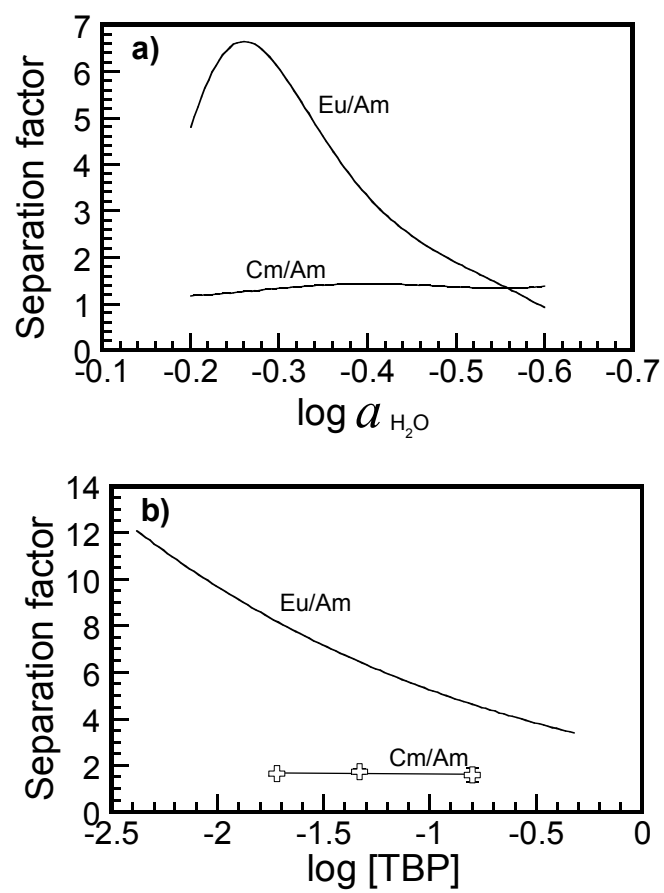 a)
Separation factor
7
6
5
4
3
2
1
0
Eu/Am
Cm/Am
-0.1 -0.2 -0.3 -0.4 -0.5 -0.6 -0.7
log a H2O
b)
Separation factor
14
12
10
8
6
4
2
0
Eu/Am
Cm/Am
-2.5 -2 -1.5 -1 -0.5 0
log [TBP]